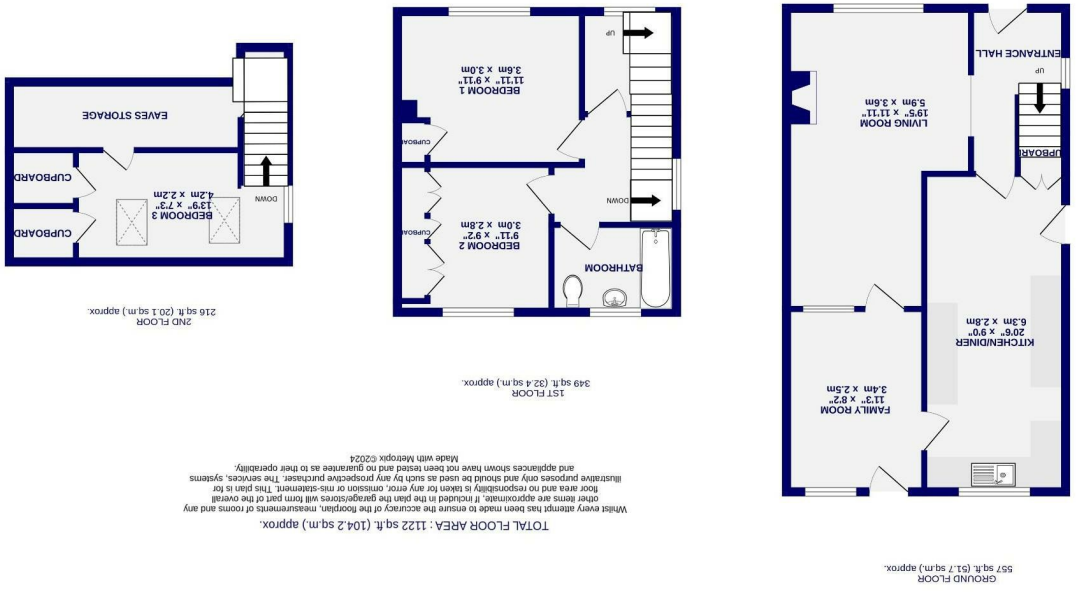 GROUND FLOOR
557 sq.ft. (51.7 sq.m.) approx.
KITCHEN/DINER
20'6" x 9'0"
6.3m x 2.8m
FAMILY ROOM
11'3" x 8'2"
3.4m x 2.5m
CUPBOARD
LIVING ROOM
19'5" x 11'11"
5.9m x 3.6m
UP
ENTRANCE HALL
1ST FLOOR
349 sq.ft. (32.4 sq.m.) approx.
BATHROOM
BEDROOM 2
9'11" x 9'2"
3.0m x 2.8m
CUPBOARD
DOWN
CUPBOARD
BEDROOM 1
11'11" x 9'11"
3.6m x 3.0m
UP
2ND FLOOR
216 sq.ft. (20.1 sq.m.) approx.
CUPBOARD
BEDROOM 3
13'9" x 7'3"
4.2m x 2.2m
DOWN
CUPBOARD
EAVES STORAGE
TOTAL FLOOR AREA : 1122 sq.ft. (104.2 sq.m.) approx.
Whilst every attempt has been made to ensure the accuracy of the floorplan, measurements of rooms and any
other items are approximate. If included in the plan the garage/stores will form part of the overall
floor area and no responsibility is taken for any error, omission or mis-statement. This plan is for
illustrative purposes only and should be used as such by any prospective purchaser. The services, systems
and appliances shown have not been tested and no guarantee as to their operability.
Made with Metropix ©2024